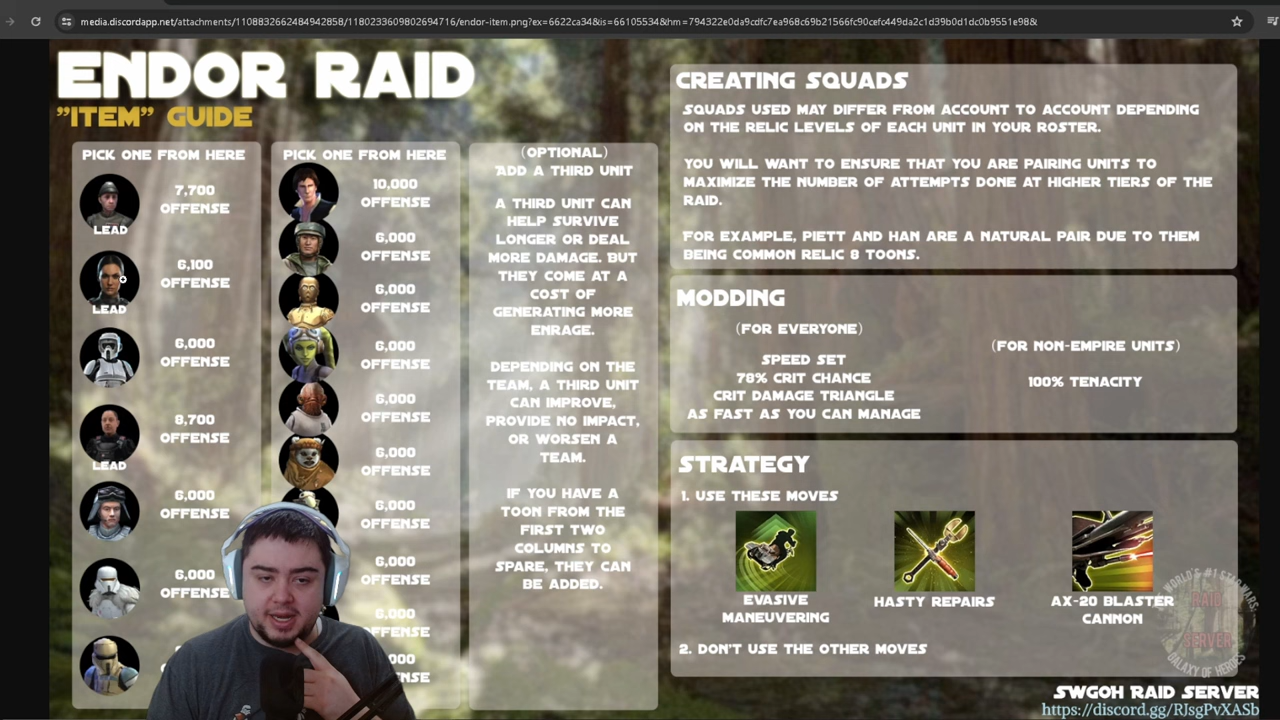 media.discordapp.net/attachments/1108832662484942858/1180233609802694716/endor-item.png?ex=6622ca34&is=66105534&hm=794322e0da9cdfc7ea968c69b21566fc90cefc449da2c1d39b0d1dc0b9551e98&
ENDOR RAID
"ITEM" GUIDE
PICK ONE FROM HERE
7,700
OFFENSE
LEAD
6,100
OFFENSE
LEAD
6,000
OFFENSE
8,700
OFFENSE
LEAD
6,000
OFFENSE
6,000
OFFENSE
PICK ONE FROM HERE
10,000
OFFENSE
6,000
OFFENSE
6,000
OFFENSE
6,000
OFFENSE
6,000
OFFENSE
6,000
OFFENSE
6,000
OFFENSE
6,000
OFFENSE
6,000
(OPTIONAL)
ADD A THIRD UNIT
A THIRD UNIT CAN
HELP SURVIVE
LONGER OR DEAL
MORE DAMAGE. BUT
THEY COME AT A
COST OF
GENERATING MORE
ENRAGE.
DEPENDING ON THE
TEAM, A THIRD UNIT
CAN IMPROVE,
PROVIDE NO IMPACT,
OR WORSEN A
TEAM.
IF YOU HAVE A
TOON FROM THE
FIRST TWO
COLUMNS TO
SPARE, THEY CAN
BE ADDED.
CREATING SQUADS
SQUADS USED MAY DIFFER FROM ACCOUNT TO ACCOUNT DEPENDING
ON THE RELIC LEVELS OF EACH UNIT IN YOUR ROSTER.
YOU WILL WANT TO ENSURE THAT YOU ARE PAIRING UNITS TO
MAXIMIZE THE NUMBER OF ATTEMPTS DONE AT HIGHER TIERS OF THE
RAID.
FOR EXAMPLE, PIETT AND HAN ARE A NATURAL PAIR DUE TO THEM
BEING COMMON RELIC 8 TOONS.
MODDING
(FOR EVERYONE)
SPEED SET
78% CRIT CHANCE
CRIT DAMAGE TRIANGLE
AS FAST AS YOU CAN MANAGE
(FOR NON-EMPIRE UNITS)
100% TENACITY
STRATEGY
1. USE THESE MOVES
EVASIVE
MANEUVERING
HASTY REPAIRS
AX-20 BLASTER
CANNON
2. DON'T USE THE OTHER MOVES
WORLD'S #1 STAR WARS:
RAID
SERVER
GALAXY OF HEROES
SWGOH RAID SERVER
https://discord.gg/RJsgPvXASb